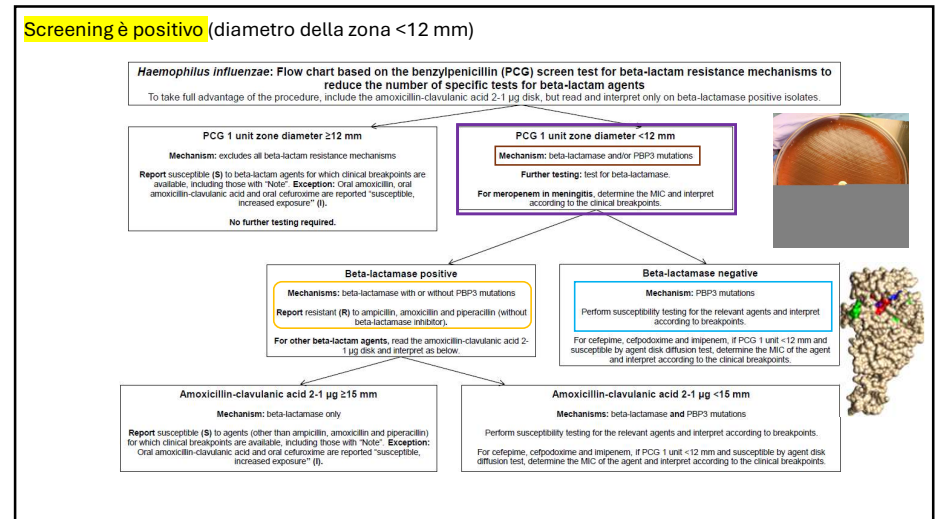 Screening è positivo (diametro della zona <12 mm)
Haemophilus influenzae: Flow chart based on the benzylpenicillin (PCG) screen test for beta-lactam resistance mechanisms to
reduce the number of specific tests for beta-lactam agents
To take full advantage of the procedure, include the amoxicillin-clavulanic acid 2-1 µg disk, but read and interpret only on beta-lactamase positive isolates.
PCG 1 unit zone diameter ≥12 mm
Mechanism: excludes all beta-lactam resistance mechanisms
Report susceptible (S) to beta-lactam agents for which clinical breakpoints are
available, including those with “Note”. Exception: Oral amoxicillin, oral
amoxicillin-clavulanic acid and oral cefuroxime are reported “susceptible,
increased exposure” (I).
No further testing required.
PCG 1 unit zone diameter <12 mm
Mechanism: beta-lactamase and/or PBP3 mutations
Further testing: test for beta-lactamase.
For meropenem in meningitis, determine the MIC and interpret
according to the clinical breakpoints.
Beta-lactamase positive
Mechanisms: beta-lactamase with or without PBP3 mutations
Report resistant (R) to ampicillin, amoxicillin and piperacillin (without
beta-lactamase inhibitor).
For other beta-lactam agents, read the amoxicillin-clavulanic acid 2-
1 µg disk and interpret as below.
Beta-lactamase negative
Mechanism: PBP3 mutations
Perform susceptibility testing for the relevant agents and interpret
according to breakpoints.
For cefepime, cefpodoxime and imipenem, if PCG 1 unit <12 mm and
susceptible by agent disk diffusion test, determine the MIC of the agent
and interpret according to the clinical breakpoints.
Amoxicillin-clavulanic acid 2-1 µg ≥15 mm
Mechanism: beta-lactamase only
Report susceptible (S) to agents (other than ampicillin, amoxicillin and piperacillin)
for which clinical breakpoints are available, including those with “Note”. Exception:
Oral amoxicillin-clavulanic acid and oral cefuroxime are reported “susceptible,
increased exposure” (I).
Amoxicillin-clavulanic acid 2-1 µg <15 mm
Mechanisms: beta-lactamase and PBP3 mutations
Perform susceptibility testing for the relevant agents and interpret according to breakpoints.
For cefepime, cefpodoxime and imipenem, if PCG 1 unit <12 mm and susceptible by agent disk
diffusion test, determine the MIC of the agent and interpret according to the clinical breakpoints.